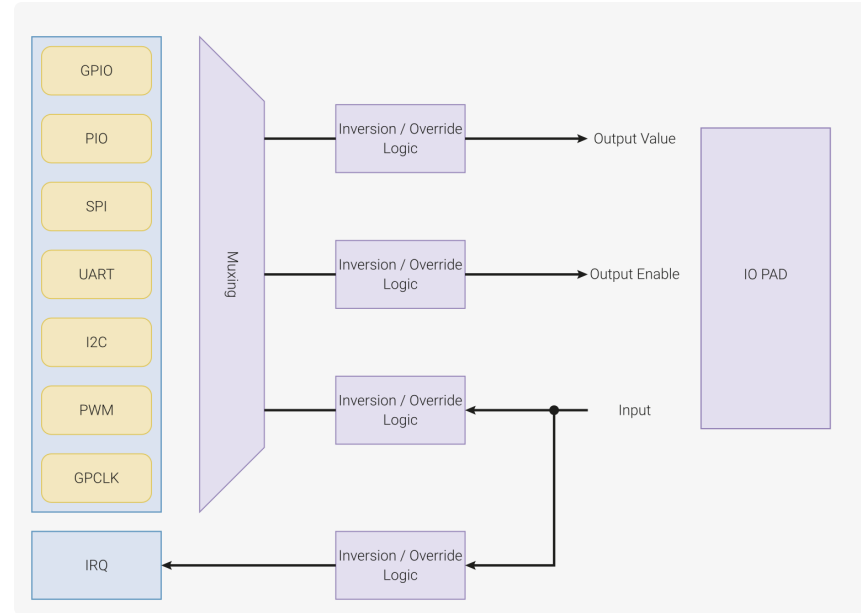 GPIO
PIO
SPI
UART
I2C
PWM
GPCLK
IRQ
Muxing
Inversion / Override
Logic
Output Value
Inversion / Override
Logic
Output Enable
Inversion / Override
Logic
Input
Inversion / Override
Logic
IO PAD